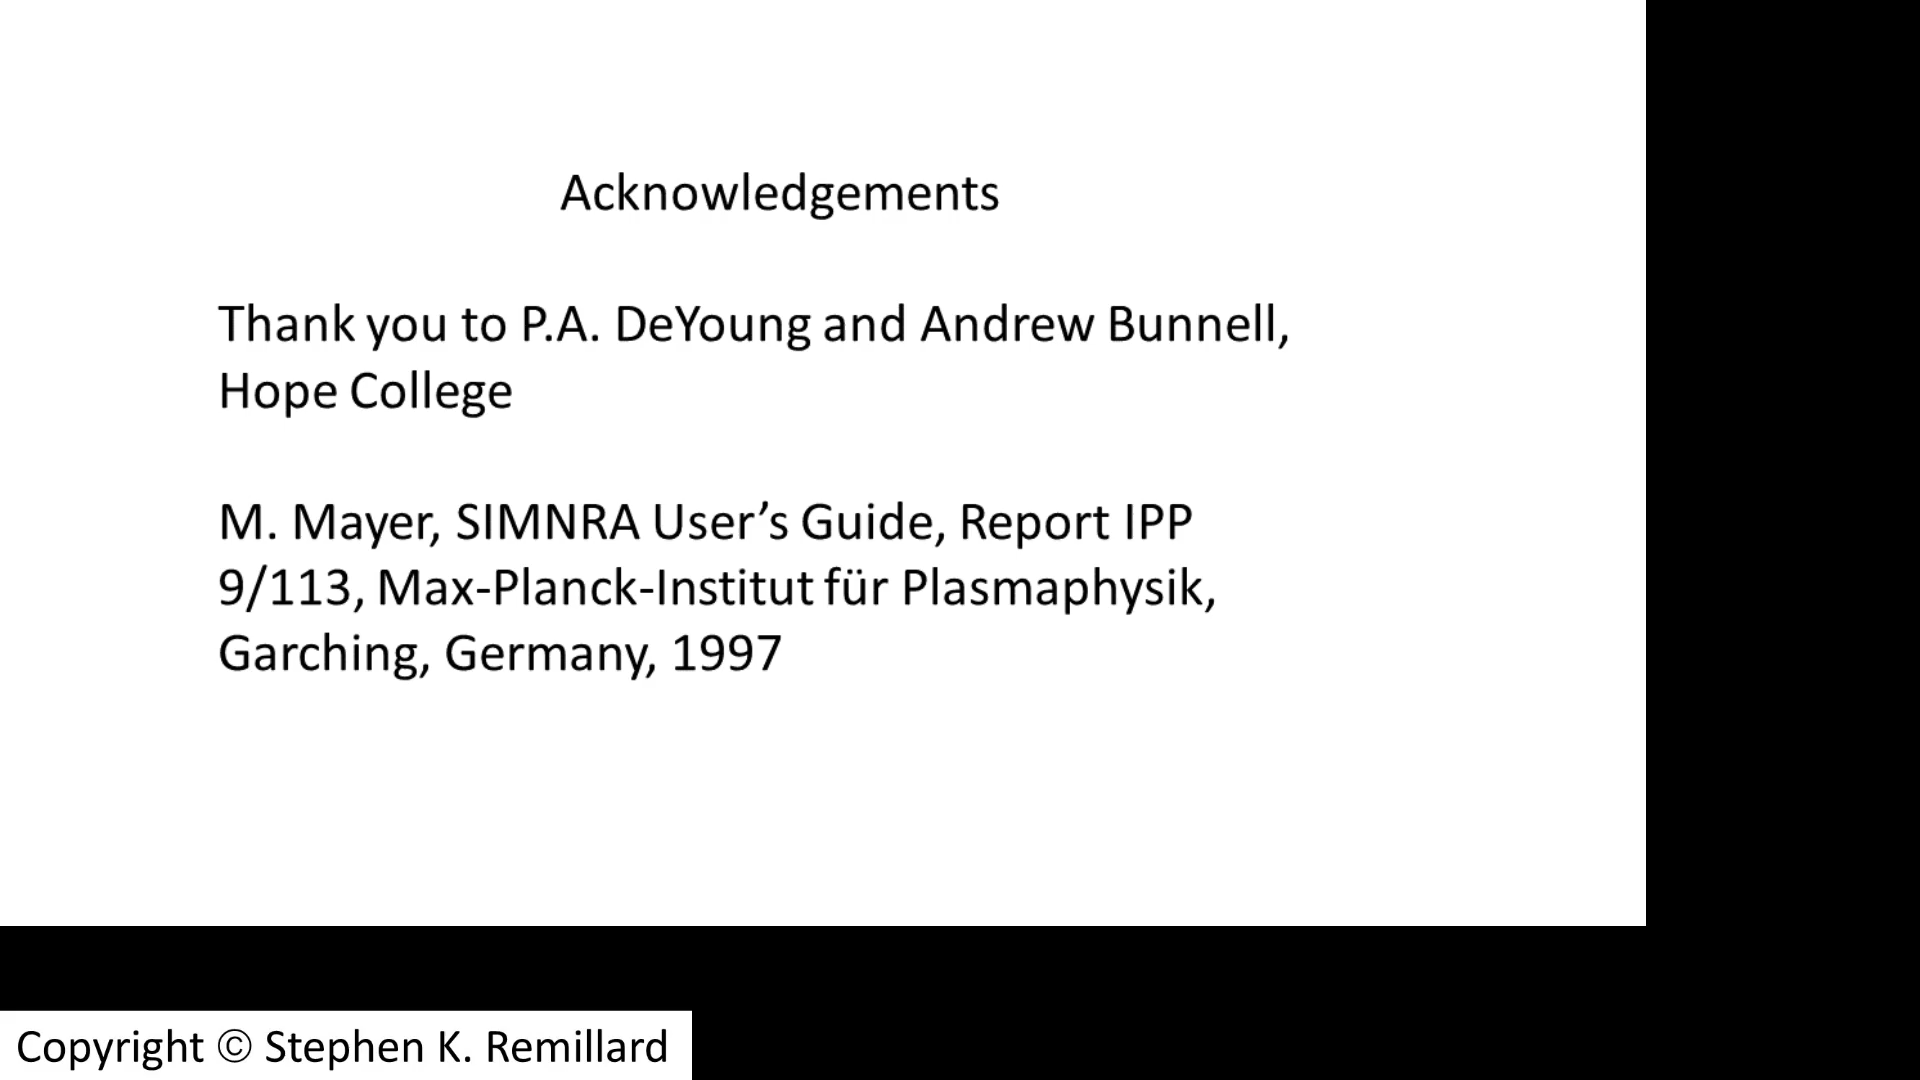 Acknowledgements
Thank you to P.A. DeYoung and Andrew Bunnell,
Hope College
M. Mayer, SIMNRA User’s Guide, Report IPP
9/113, Max-Planck-Institut für Plasmaphysik,
Garching, Germany, 1997
Copyright © Stephen K. Remillard